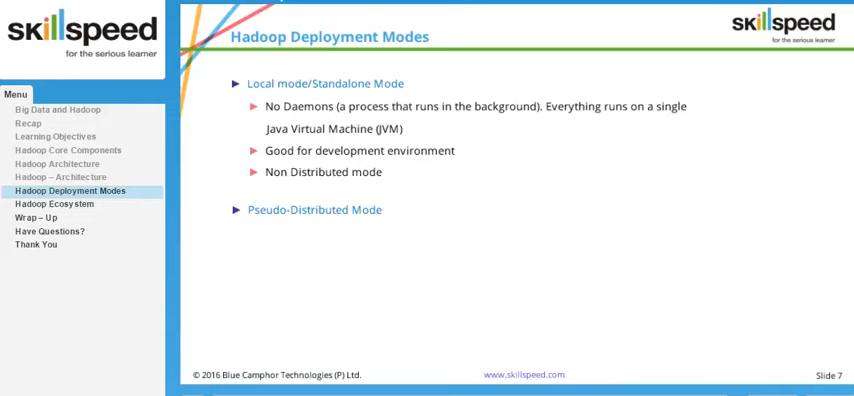 skillspeed
for the serious learner
Menu
Big Data and Hadoop
Recap
Learning Objectives
Hadoop Core Components
Hadoop Architecture
Hadoop – Architecture
Hadoop Deployment Modes
Hadoop Ecosystem
Wrap – Up
Have Questions?
Thank You
Hadoop Deployment Modes
skillspeed
for the serious learner
Local mode/Standalone Mode
No Daemons (a process that runs in the background). Everything runs on a single
Java Virtual Machine (JVM)
Good for development environment
Non Distributed mode
Pseudo-Distributed Mode
© 2016 Blue Camphor Technologies (P) Ltd.
www.skillspeed.com
Slide 7